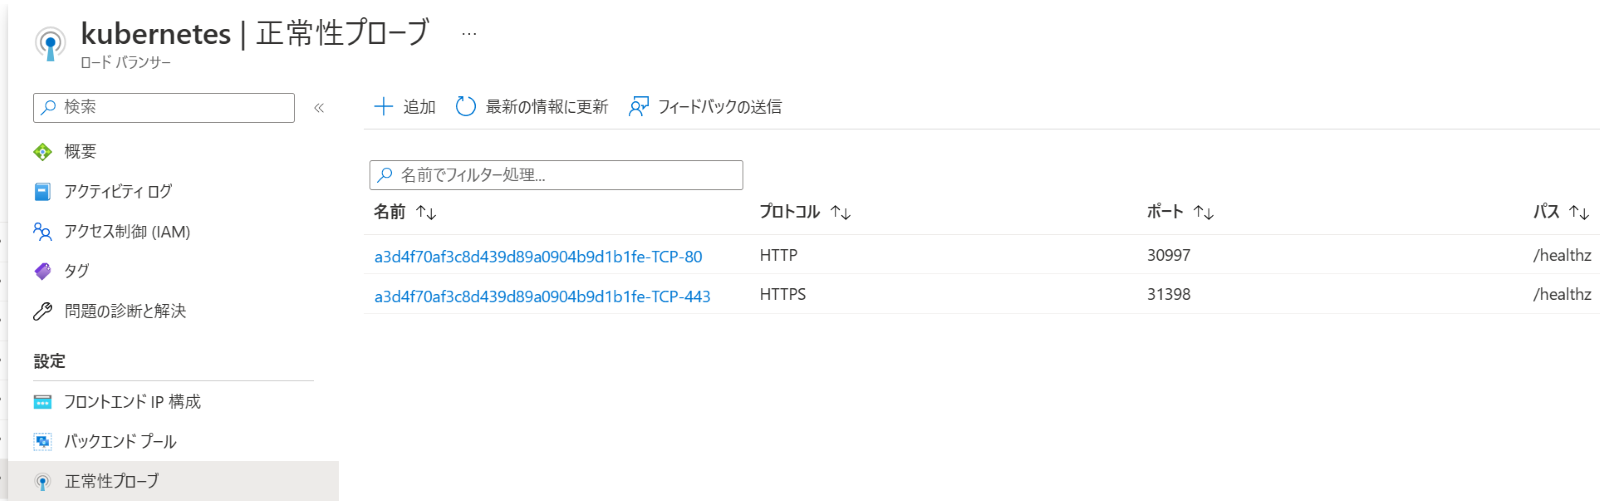 kubernetes | 正常性プローブ ...
ロード バランサー
検索
«
概要
アクティビティ ログ
アクセス制御 (IAM)
タグ
問題の診断と解決
設定
フロントエンド IP 構成
バックエンド プール
正常性プローブ
追加 最新の情報に更新 フィードバックの送信
名前でフィルター処理...
名前 ↑↓ プロトコル ↑↓ ポート ↑↓ パス ↑↓
a3d4f70af3c8d439d89a0904b9d1b1fe-TCP-80 HTTP 30997 /healthz
a3d4f70af3c8d439d89a0904b9d1b1fe-TCP-443 HTTPS 31398 /healthz